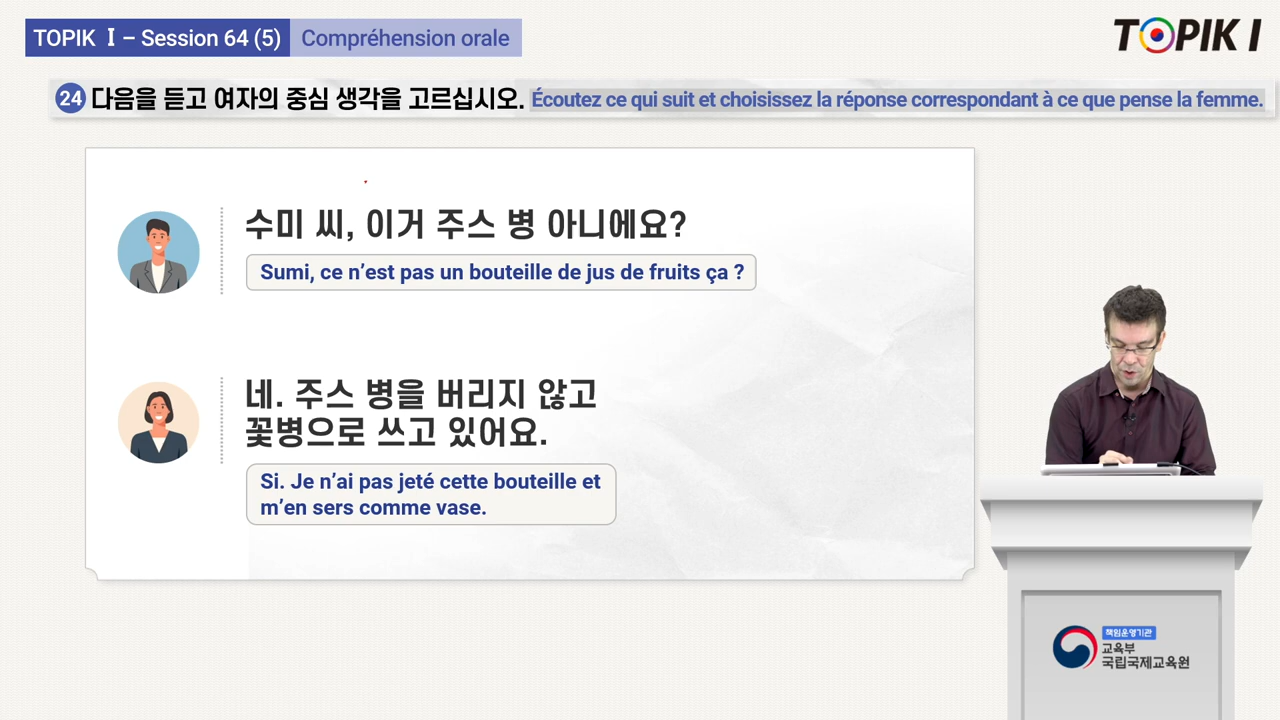 TOPIK Ⅰ – Session 64 (5) Compréhension orale
TOPIK I
24 다음을 듣고 여자의 중심 생각을 고르십시오. Écoutez ce qui suit et choisissez la réponse correspondant à ce que pense la femme.
수미 씨, 이거 주스 병 아니에요?
Sumi, ce n’est pas un bouteille de jus de fruits ça ?
네. 주스 병을 버리지 않고
꽃병으로 쓰고 있어요.
Si. Je n’ai pas jeté cette bouteille et
m’en sers comme vase.
책임운영기관
교육부
국립국제교육원